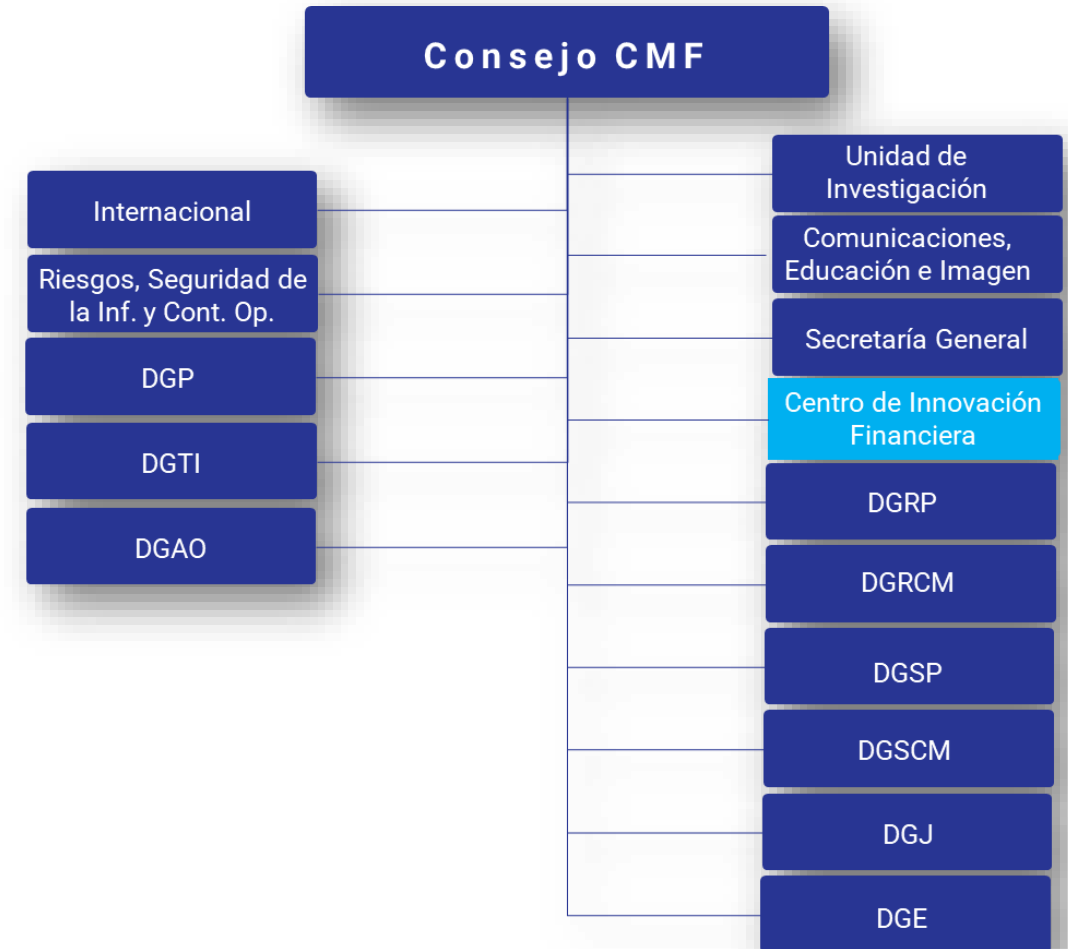 Consejo CMF
Internacional
Riesgos, Seguridad de
la Inf. y Cont. Op.
DGP
DGTI
DGAO
Unidad de
Investigación
Comunicaciones,
Educación e Imagen
Secretaría General
Centro de Innovación
Financiera
DGRP
DGRCM
DGSP
DGSCM
DGJ
DGE